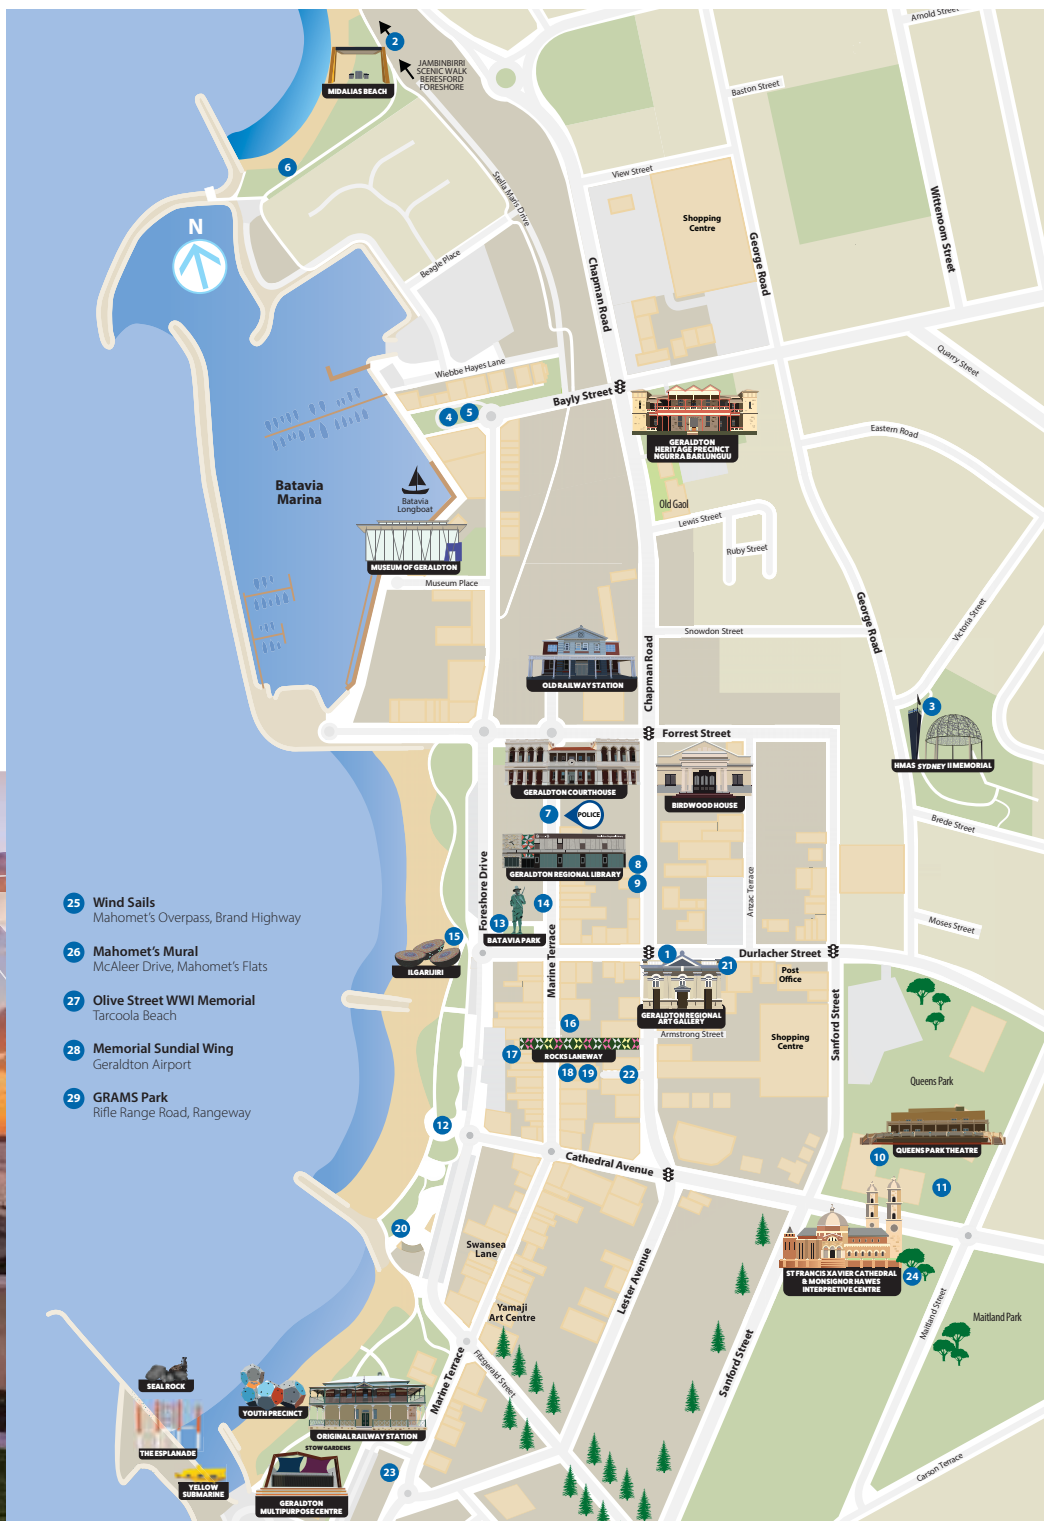 Arnold Street
2
JAMBINBIRRI
SCENIC WALK
BERESFORD
FORESHORE
MIDALIAS BEACH
Baston Street
6
View Street
Stella Maris Drive
Shopping
Centre
Wittenoom Street
N
George Road
Beagle Place
Chapman Road
Quarry Street
Wiebbe Hayes Lane
Bayly Street
4
5
Eastern Road
GERALDTON
HERITAGE PRECINCT
NGURRA BARLUNGUU
Batavia
Marina
Batavia
Longboat
Old Gaol
Lewis Street
Ruby Street
MUSEUM OF GERALDTON
Museum Place
George Road
Victoria Street
Snowdon Street
Chapman Road
OLD RAILWAY STATION
3
Forrest Street
HMAS SYDNEY II MEMORIAL
GERALDTON COURTHOUSE
BIRDWOOD HOUSE
7
POLICE
Brede Street
Foreshore Drive
8
GERALDTON REGIONAL LIBRARY
9
Anzac Terrace
25 Wind Sails
Mahomet's Overpass, Brand Highway
14
13
Moses Street
15
BATAVIA PARK
Marine Terrace
26 Mahomet's Mural
McAleer Drive, Mahomet's Flats
ILGARIJIRI
1
Durlacher Street
21
Post
Office
27 Olive Street WWI Memorial
Tarcoola Beach
GERALDTON REGIONAL
ART GALLERY
Sanford Street
16
Armstrong Street
Shopping
Centre
28 Memorial Sundial Wing
Geraldton Airport
17
ROCKS LANEWAY
18
19
22
Queens Park
29 GRAMS Park
Rifle Range Road, Rangeway
12
QUEENS PARK THEATRE
10
Cathedral Avenue
11
20
Swansea
Lane
Lester Avenue
ST FRANCIS XAVIER CATHEDRAL
& MONSIGNOR HAWES
INTERPRETIVE CENTRE
24
Maitland Street
Yamaji
Art Centre
Maitland Park
Sanford Street
Fitzgerald Street
Marine Terrace
SEAL ROCK
YOUTH PRECINCT
ORIGINAL RAILWAY STATION
STOW GARDENS
THE ESPLANADE
23
Carson Terrace
YELLOW
SUBMARINE
GERALDTON
MULTIPURPOSE CENTRE